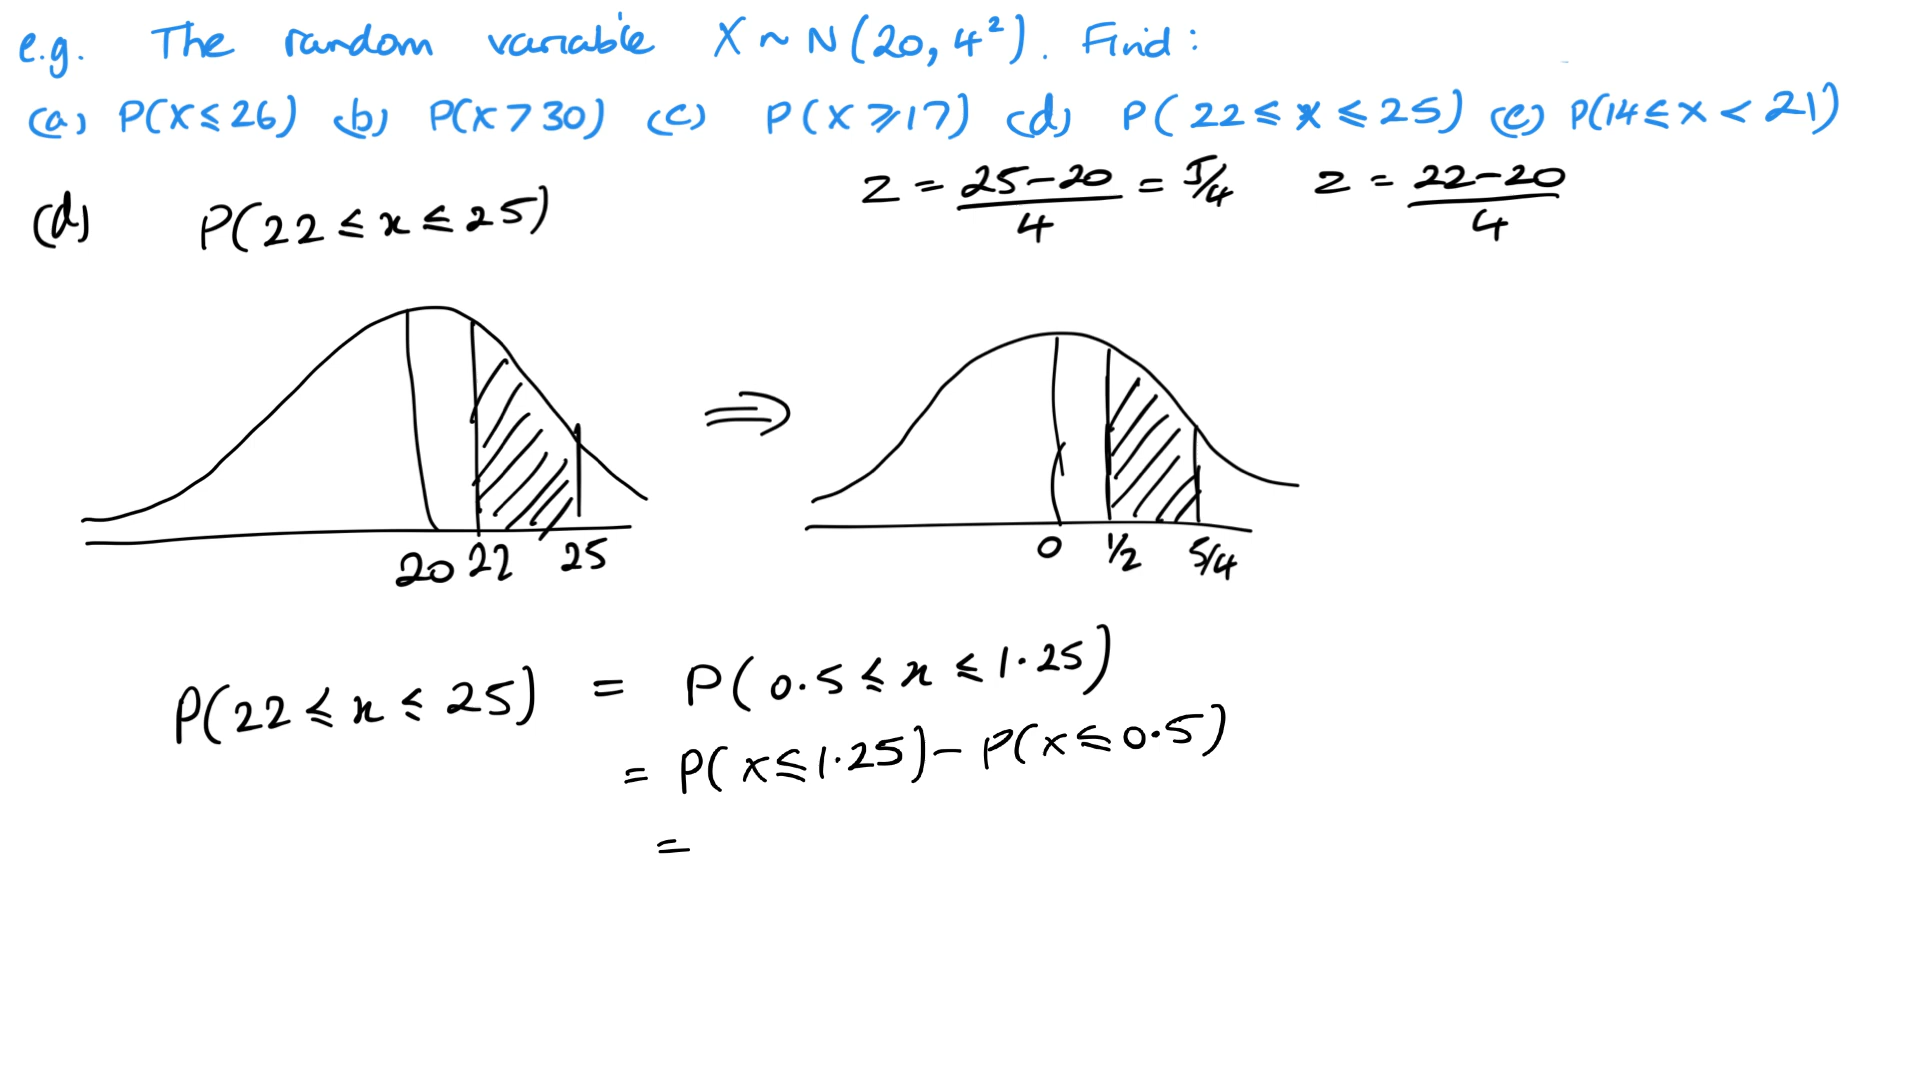 e.g. The random variable X ~ N(20, 4²). Find:
(a) P(X ≤ 26) (b) P(X > 30) (c) P(X ≥ 17) (d) P(22 ≤ X ≤ 25) (e) P(14 ≤ X < 21)
(d) P(22 ≤ x ≤ 25) z = (25-20)/4 = 5/4 z = (22-20)/4
⇒
20 22 25 0 1/2 5/4
P(22 ≤ x ≤ 25) = P(0.5 ≤ x ≤ 1.25)
= P(X ≤ 1.25) - P(X ≤ 0.5)
=